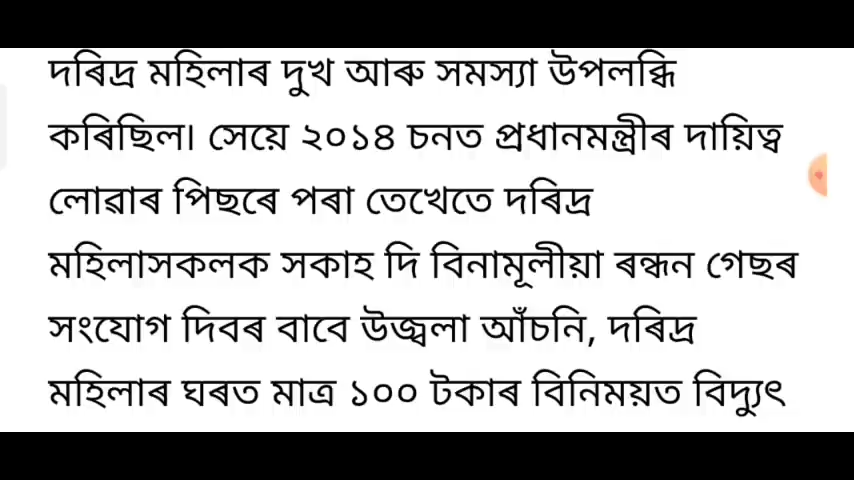 দৰিদ্ৰ মহিলাৰ দুখ আৰু সমস্যা উপলব্ধি
কৰিছিল। সেয়ে ২০১৪ চনত প্ৰধানমন্ত্ৰীৰ দায়িত্ব
লোৱাৰ পিছৰে পৰা তেখেতে দৰিদ্ৰ
মহিলাসকলক সকাহ দি বিনামূলীয়া ৰন্ধন গেছৰ
সংযোগ দিবৰ বাবে উজ্জ্বলা আঁচনি, দৰিদ্ৰ
মহিলাৰ ঘৰত মাত্ৰ ১০০ টকাৰ বিনিময়ত বিদ্যুৎ